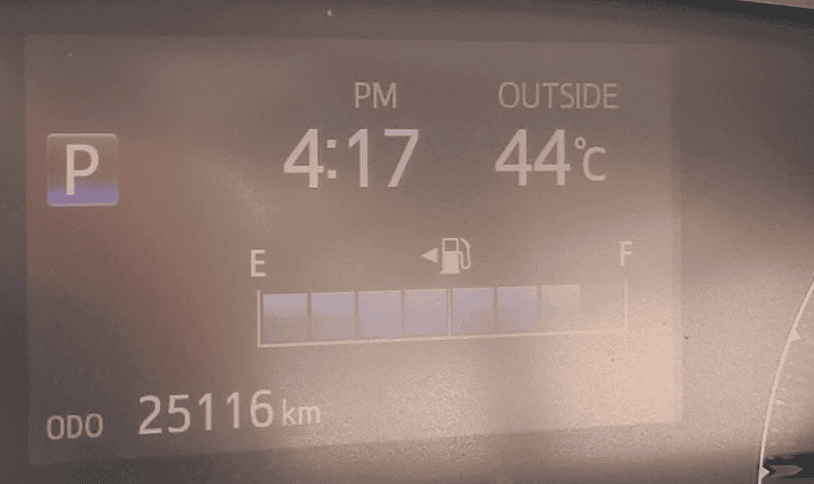 PM OUTSIDE
P 4:17 44°C
E F
ODO 25116 km